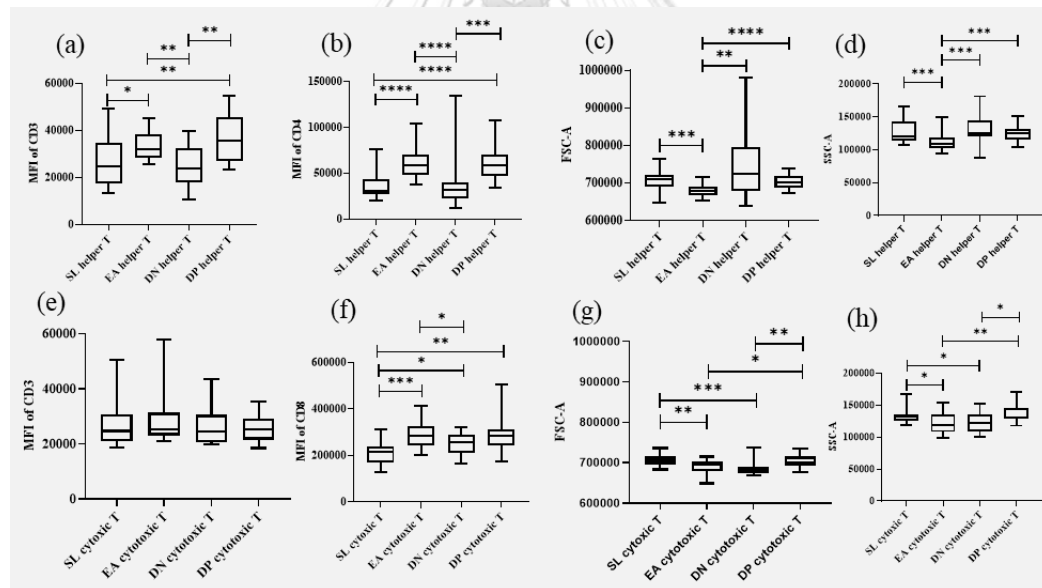 (a)
**
**
**
*
MFI of CD3
60000
40000
20000
0
SL helper T
EA helper T
DN helper T
DP helper T
(b)
***
****
****
****
MFI of CD4
150000
100000
50000
0
SL helper T
EA helper T
DN helper T
DP helper T
(c)
****
**
***
FSC-A
1000000
900000
800000
700000
600000
SL helper T
EA helper T
DN helper T
DP helper T
(d)
***
***
***
SSC-A
200000
150000
100000
50000
0
SL helper T
EA helper T
DN helper T
DP helper T
(e)
MFI of CD3
60000
40000
20000
0
SL cytoxic T
EA cytotoxic T
DN cytotoxic T
DP cytotoxic T
(f)
*
**
*
***
MFI of CD8
600000
400000
200000
0
SL cytoxic T
EA cytotoxic T
DN cytotoxic T
DP cytotoxic T
(g)
**
*
***
**
FSC-A
1000000
900000
800000
700000
600000
SL cytoxic T
EA cytotoxic T
DN cytotoxic T
DP cytotoxic T
(h)
*
**
*
*
SSC-A
200000
150000
100000
50000
0
SL cytoxic T
EA cytotoxic T
DN cytotoxic T
DP cytotoxic T